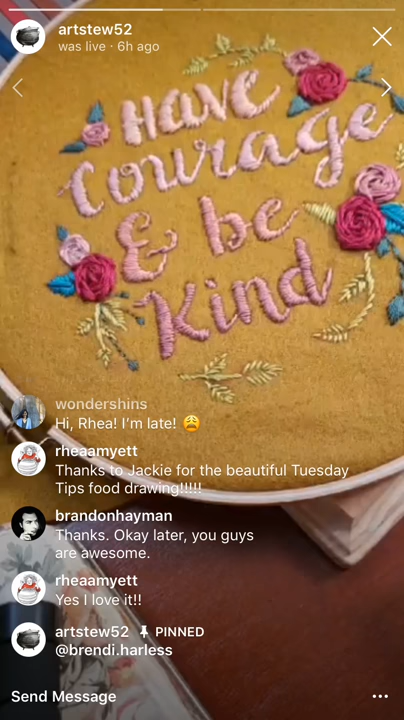 artstew52
was live · 6h ago
Have
Courage
& be
Kind
wondershins
Hi, Rhea! I'm late! 😩
rheaamyett
Thanks to Jackie for the beautiful Tuesday
Tips food drawing!!!!!
brandonhayman
Thanks. Okay later, you guys
are awesome.
rheaamyett
Yes I love it!!
artstew52 PINNED
@brendi.harless
Send Message